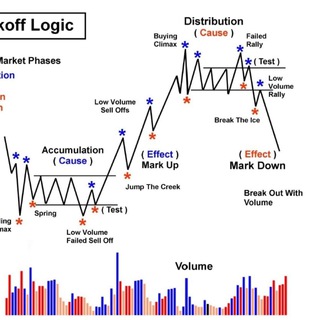 koff Logic
Distribution
( Cause )
Market Phases
tion
n
n
Buying
Climax
Failed
Rally
( Test )
Low
Volume
Rally
Low Volume
Sell Offs
Break The Ice
Accumulation
( Cause )
( Effect )
Mark Up
( Effect )
Mark Down
Jump The Creek
Break Out With
Volume
Spring
( Test )
ling
max
Low Volume
Failed Sell Off
Volume